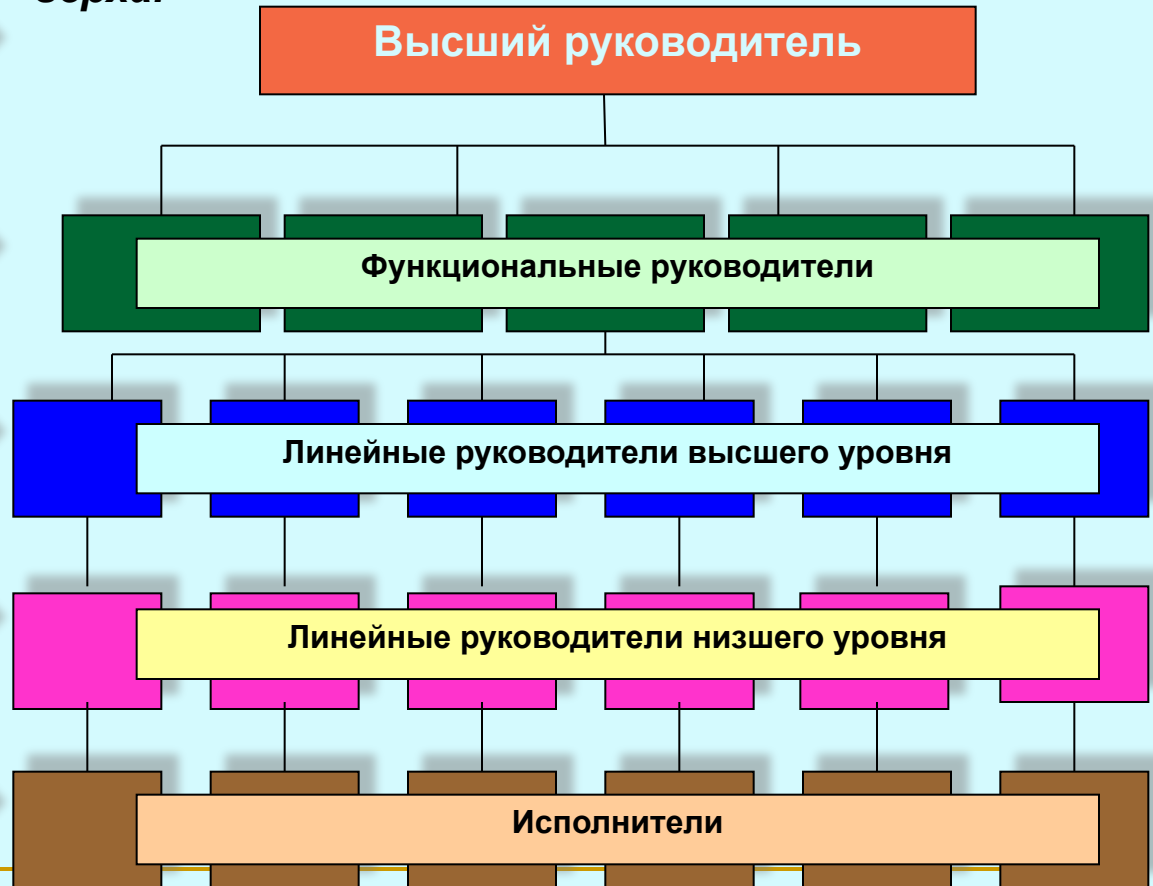 Высший руководитель
Функциональные руководители
Линейные руководители высшего уровня
Линейные руководители низшего уровня
Исполнители